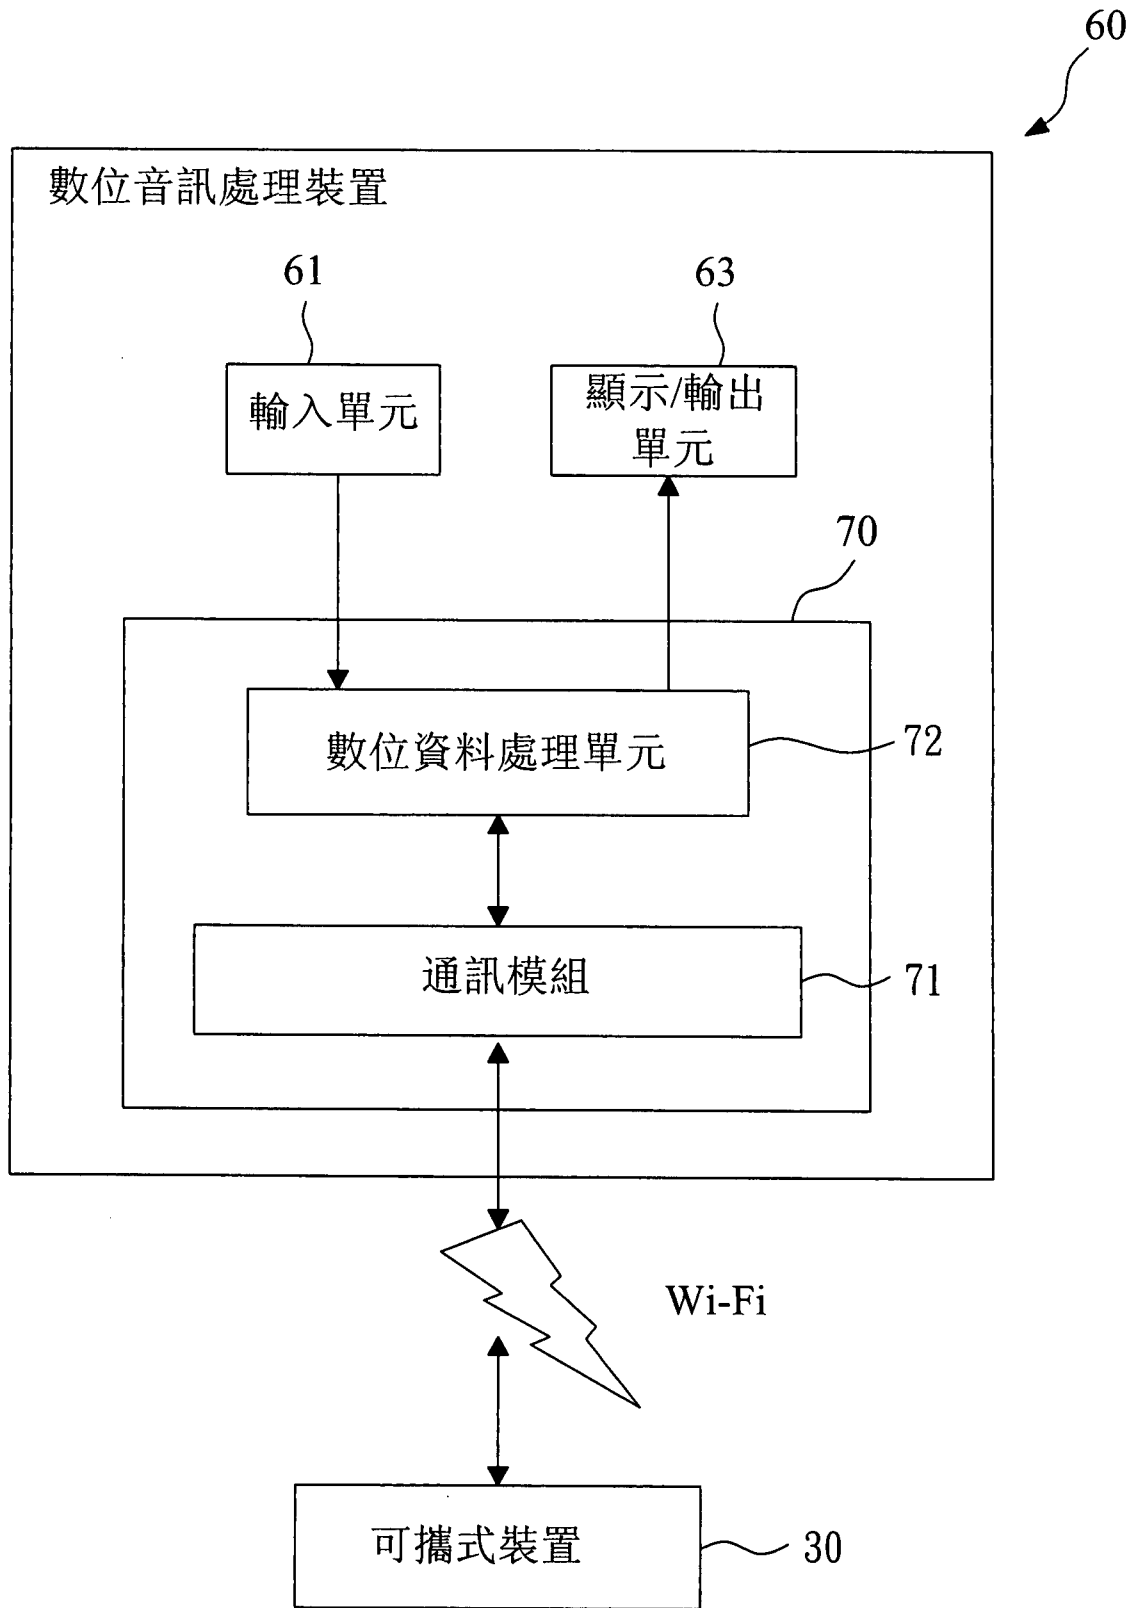 60
數位音訊處理裝置
61
63
輸入單元
顯示/輸出
單元
70
數位資料處理單元
72
通訊模組
71
Wi-Fi
可攜式裝置
30